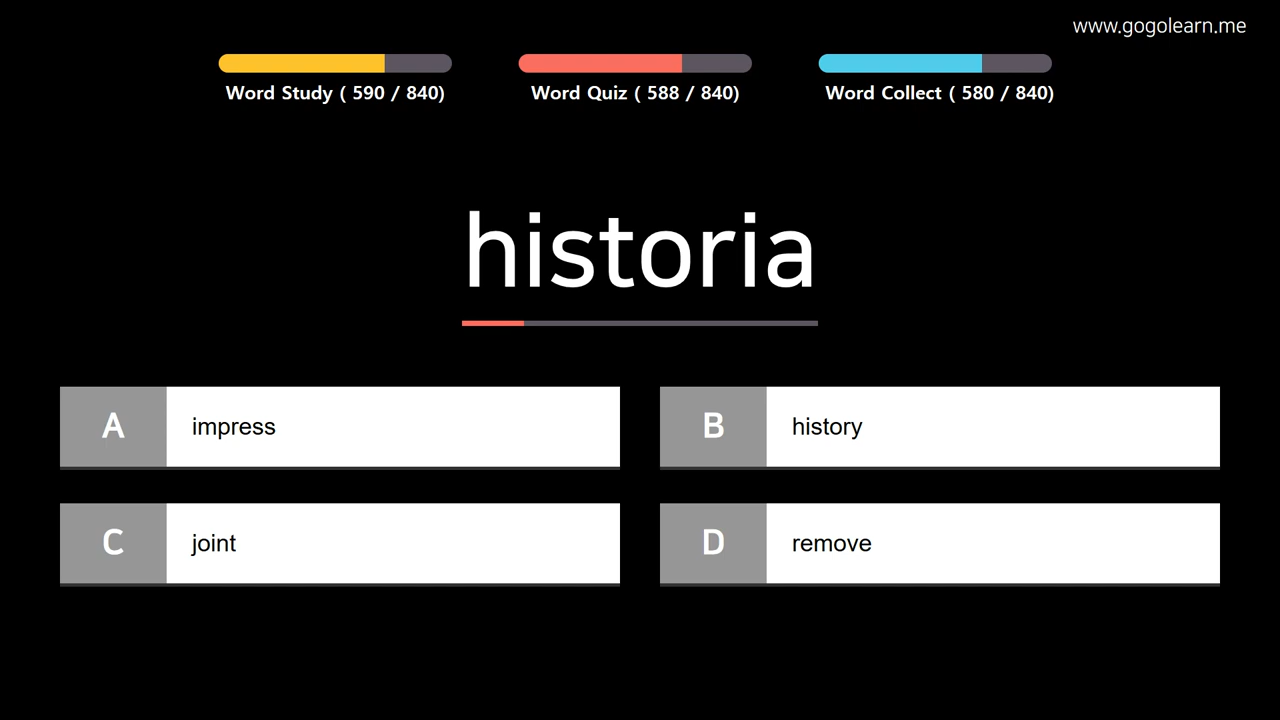 www.gogolearn.me
Word Study ( 590 / 840)
Word Quiz ( 588 / 840)
Word Collect ( 580 / 840)
historia
A impress
B history
C joint
D remove